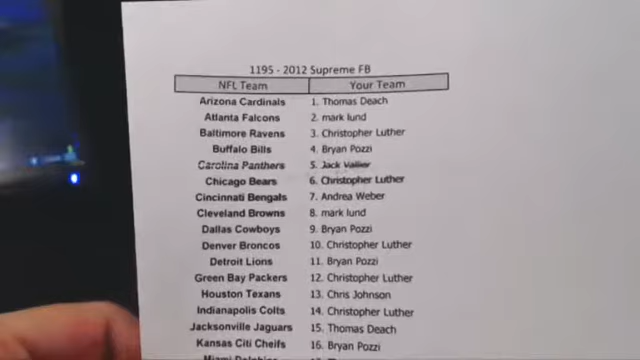 1195 - 2012 Supreme FB
NFL Team Your Team
Arizona Cardinals 1. Thomas Deach
Atlanta Falcons 2. mark lund
Baltimore Ravens 3. Christopher Luther
Buffalo Bills 4. Bryan Pozzi
Carolina Panthers 5. Jack Vallier
Chicago Bears 6. Christopher Luther
Cincinnati Bengals 7. Andrea Weber
Cleveland Browns 8. mark lund
Dallas Cowboys 9. Bryan Pozzi
Denver Broncos 10. Christopher Luther
Detroit Lions 11. Bryan Pozzi
Green Bay Packers 12. Christopher Luther
Houston Texans 13. Chris Johnson
Indianapolis Colts 14. Christopher Luther
Jacksonville Jaguars 15. Thomas Deach
Kansas Citi Cheifs 16. Bryan Pozzi
Miami Dolphins